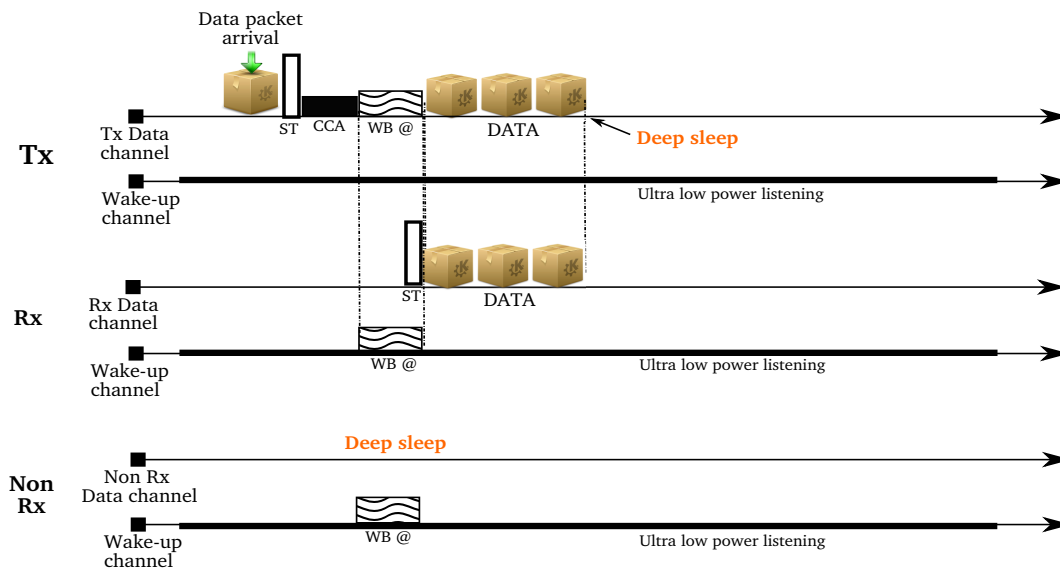 Data packet
arrival
ST
CCA
WB @
DATA
Deep sleep
Tx
Tx Data
channel
Wake-up
channel
Ultra low power listening
ST
DATA
Rx
Rx Data
channel
WB @
Wake-up
channel
Ultra low power listening
Deep sleep
Non
Rx
Non Rx
Data channel
WB @
Wake-up
channel
Ultra low power listening